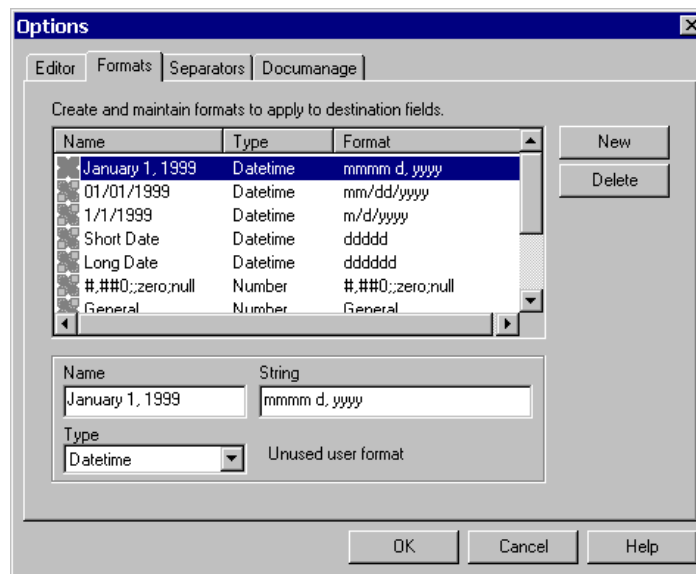 Options
Editor Formats Separators Documanage
Create and maintain formats to apply to destination fields.
Name Type Format
January 1, 1999 Datetime mmmm d, yyyy
01/01/1999 Datetime mm/dd/yyyy
1/1/1999 Datetime m/d/yyyy
Short Date Datetime ddddd
Long Date Datetime dddddd
#,##0;;zero;null Number #,##0;;zero;null
General Number General
New
Delete
Name String
January 1, 1999 mmmm d, yyyy
Type
Datetime Unused user format
OK Cancel Help